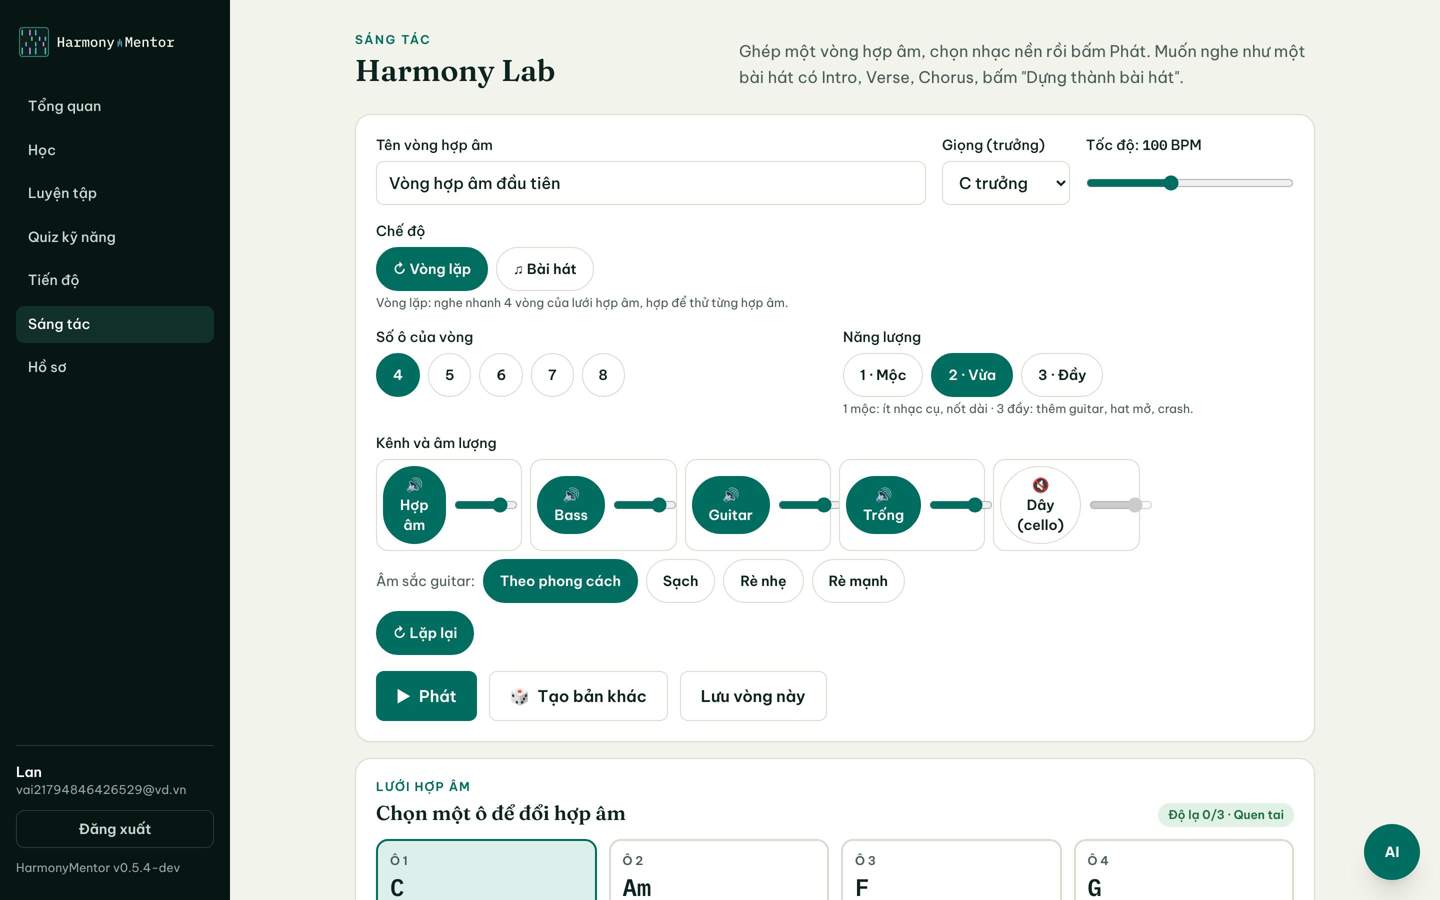 Harmony Mentor
Tổng quan
Học
Luyện tập
Quiz kỹ năng
Tiến độ
Sáng tác
Hồ sơ
Lan
vai21794846426529@vd.vn
Đăng xuất
HarmonyMentor v0.5.4-dev
SÁNG TÁC
Harmony Lab
Ghép một vòng hợp âm, chọn nhạc nền rồi bấm Phát. Muốn nghe như một
bài hát có Intro, Verse, Chorus, bấm "Dựng thành bài hát".
Tên vòng hợp âm
Vòng hợp âm đầu tiên
Giọng (trưởng)
C trưởng
Tốc độ: 100 BPM
Chế độ
↻ Vòng lặp
♫ Bài hát
Vòng lặp: nghe nhanh 4 vòng của lưới hợp âm, hợp để thử từng hợp âm.
Số ô của vòng
4 5 6 7 8
Năng lượng
1 · Mộc
2 · Vừa
3 · Đầy
1 mộc: ít nhạc cụ, nốt dài · 3 đầy: thêm guitar, hat mở, crash.
Kênh và âm lượng
Hợp
âm
Bass
Guitar
Trống
Dây
(cello)
Âm sắc guitar:
Theo phong cách
Sạch
Rè nhẹ
Rè mạnh
↻ Lặp lại
▶ Phát
🎲 Tạo bản khác
Lưu vòng này
LƯỚI HỢP ÂM
Chọn một ô để đổi hợp âm
Độ lạ 0/3 · Quen tai
Ô 1
C
Ô 2
Am
Ô 3
F
Ô 4
G
AI